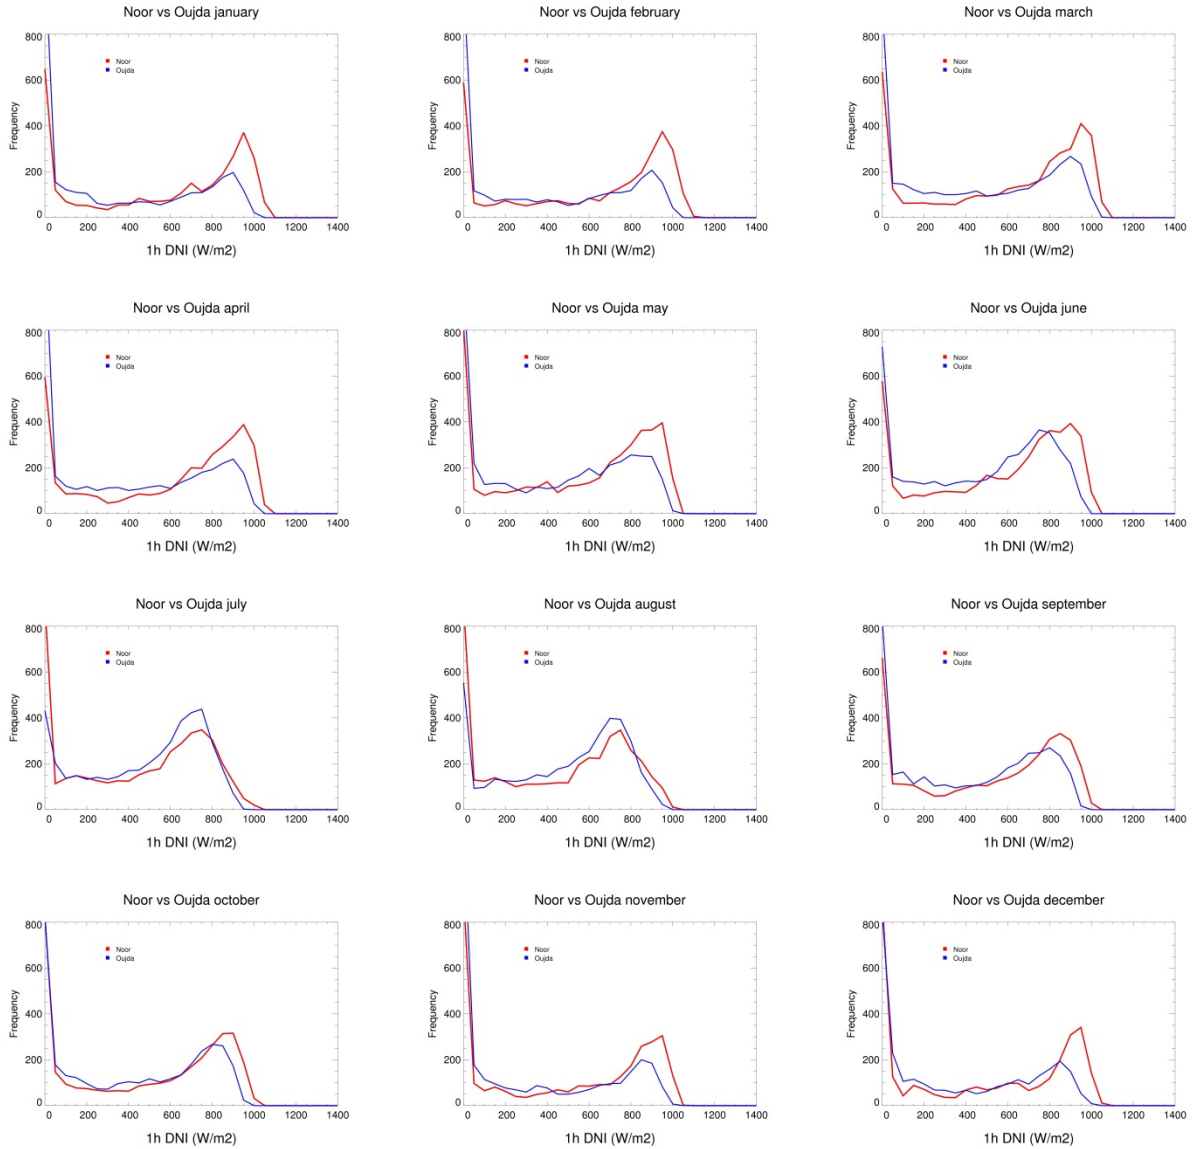 Noor vs Oujda january
800
600
400
200
0
Frequency
Noor
Oujda
0 200 400 600 800 1000 1200 1400
1h DNI (W/m2)
Noor vs Oujda february
800
600
400
200
0
Frequency
Noor
Oujda
0 200 400 600 800 1000 1200 1400
1h DNI (W/m2)
Noor vs Oujda march
800
600
400
200
0
Frequency
Noor
Oujda
0 200 400 600 800 1000 1200 1400
1h DNI (W/m2)
Noor vs Oujda april
800
600
400
200
0
Frequency
Noor
Oujda
0 200 400 600 800 1000 1200 1400
1h DNI (W/m2)
Noor vs Oujda may
800
600
400
200
0
Frequency
Noor
Oujda
0 200 400 600 800 1000 1200 1400
1h DNI (W/m2)
Noor vs Oujda june
800
600
400
200
0
Frequency
Noor
Oujda
0 200 400 600 800 1000 1200 1400
1h DNI (W/m2)
Noor vs Oujda july
800
600
400
200
0
Frequency
Noor
Oujda
0 200 400 600 800 1000 1200 1400
1h DNI (W/m2)
Noor vs Oujda august
800
600
400
200
0
Frequency
Noor
Oujda
0 200 400 600 800 1000 1200 1400
1h DNI (W/m2)
Noor vs Oujda september
800
600
400
200
0
Frequency
Noor
Oujda
0 200 400 600 800 1000 1200 1400
1h DNI (W/m2)
Noor vs Oujda october
800
600
400
200
0
Frequency
Noor
Oujda
0 200 400 600 800 1000 1200 1400
1h DNI (W/m2)
Noor vs Oujda november
800
600
400
200
0
Frequency
Noor
Oujda
0 200 400 600 800 1000 1200 1400
1h DNI (W/m2)
Noor vs Oujda december
800
600
400
200
0
Frequency
Noor
Oujda
0 200 400 600 800 1000 1200 1400
1h DNI (W/m2)